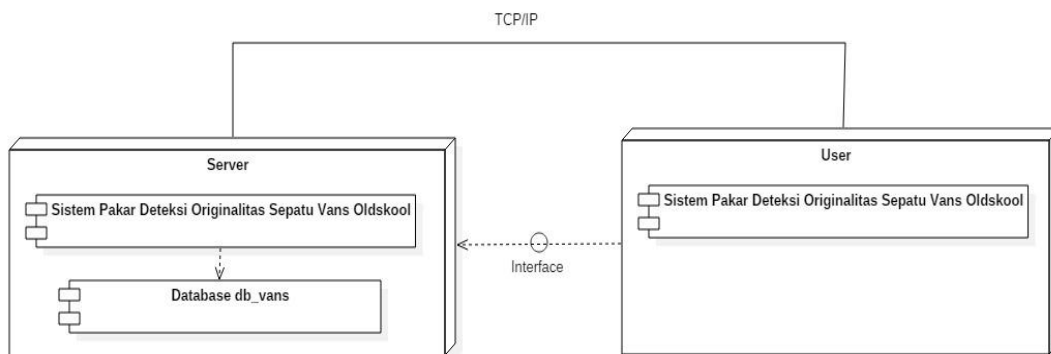 TCP/IP
Server
Sistem Pakar Deteksi Originalitas Sepatu Vans Oldskool
Database db_vans
Interface
User
Sistem Pakar Deteksi Originalitas Sepatu Vans Oldskool